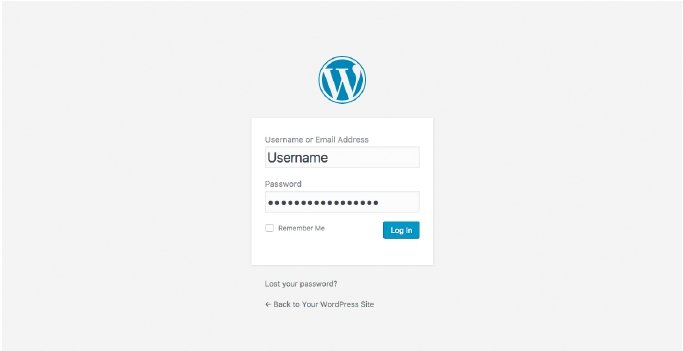 Username or Email Address
Username
Password
●●●●●●●●●●●●●●●●●
Remember Me
Log In
Lost your password?
← Back to Your WordPress Site